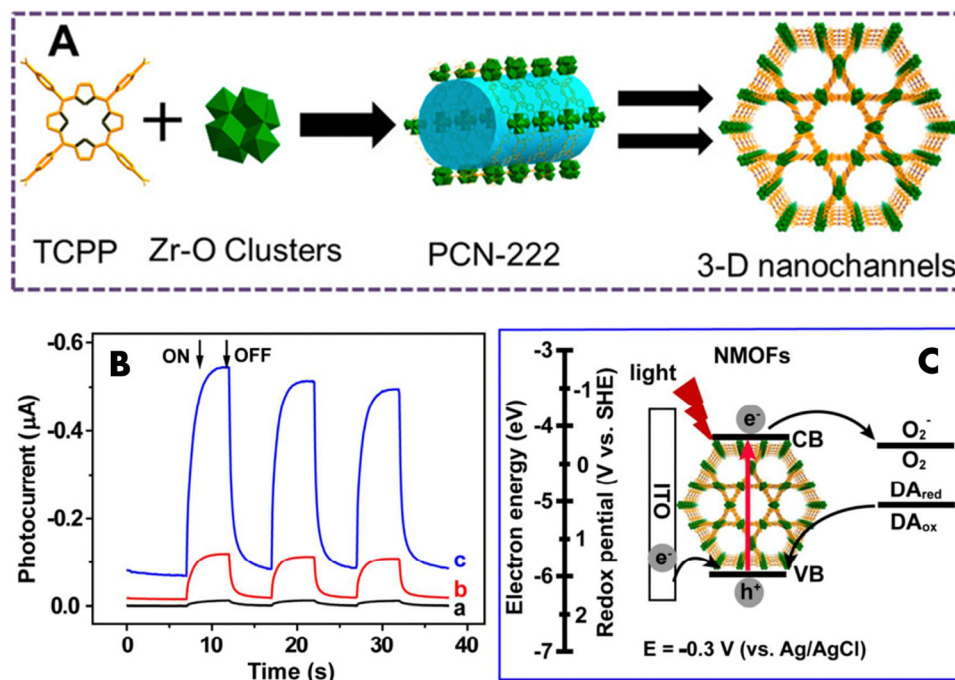 A
TCPP
+
Zr-O Clusters
PCN-222
3-D nanochannels
B
ON
OFF
Photocurrent (µA)
-0.6
-0.4
-0.2
0.0
c
b
a
0
10
20
30
40
Time (s)
C
NMOFs
light
Electron energy (eV)
-3
-4
-5
-6
-7
Redox pential (V vs. SHE)
-1
0
1
2
ITO
e-
e-
CB
VB
h+
O2-
O2
DAred
DAox
E = -0.3 V (vs. Ag/AgCl)